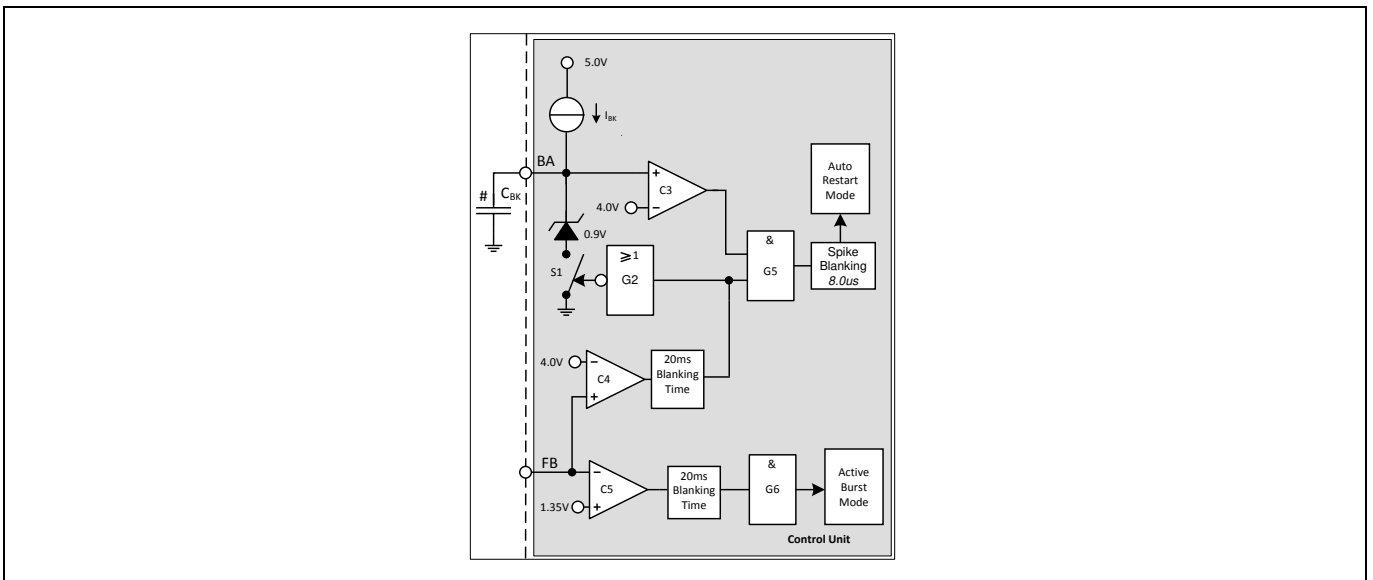 5.0V
I_BK
BA
# C_BK
+
C3
4.0V
−
Auto
Restart
Mode
0.9V
&
G5
Spike
Blanking
8.0us
S1
≥1
G2
4.0V
−
C4
+
20ms
Blanking
Time
FB
−
C5
1.35V
+
20ms
Blanking
Time
&
G6
Active
Burst
Mode
Control Unit